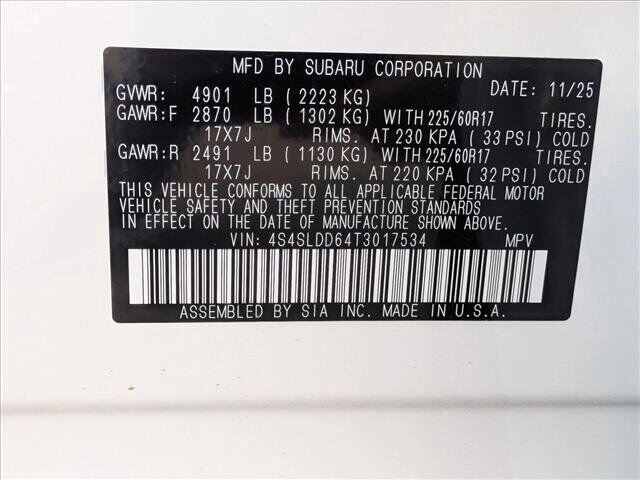 MFD BY SUBARU CORPORATION
GVWR: 4901 LB ( 2223 KG) DATE: 11/25
GAWR:F 2870 LB ( 1302 KG) WITH 225/60R17 TIRES.
17X7J RIMS. AT 230 KPA ( 33 PSI) COLD
GAWR:R 2491 LB ( 1130 KG) WITH 225/60R17 TIRES.
17X7J RIMS. AT 220 KPA ( 32 PSI) COLD
THIS VEHICLE CONFORMS TO ALL APPLICABLE FEDERAL MOTOR
VEHICLE SAFETY AND THEFT PREVENTION STANDARDS
IN EFFECT ON THE DATE OF MANUFACTURE SHOWN ABOVE.
VIN: 4S4SLDD64T3017534 MPV
ASSEMBLED BY SIA INC. MADE IN U.S.A.